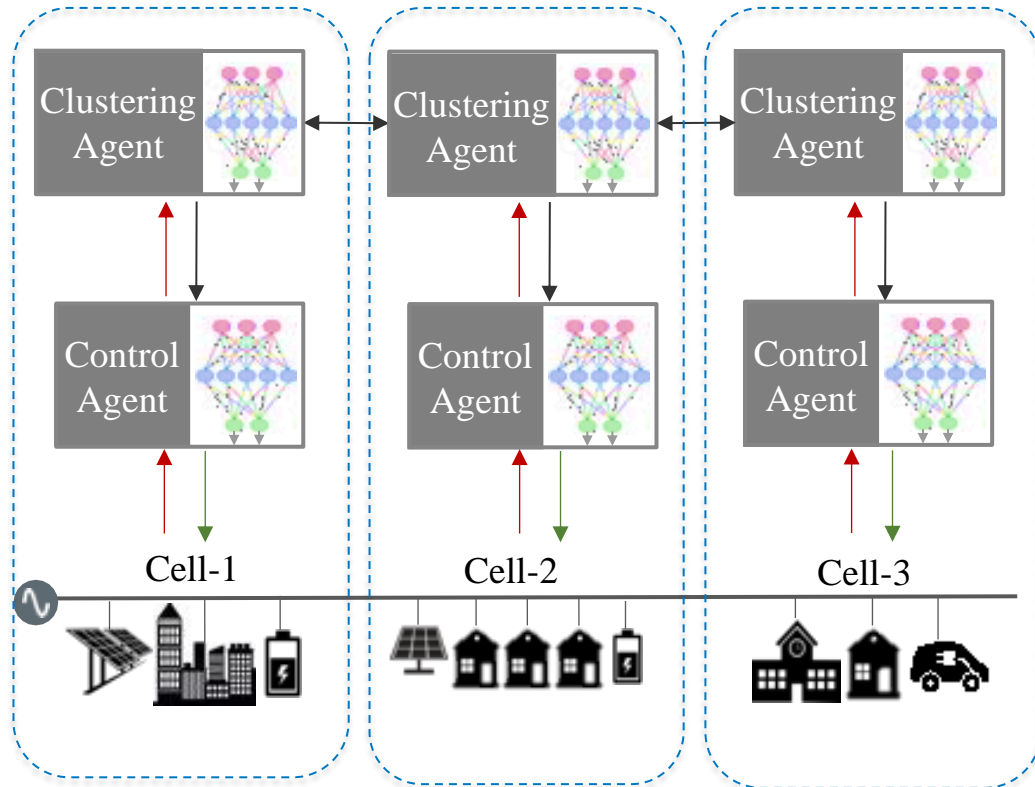 Clustering
Agent
Clustering
Agent
Clustering
Agent
Control
Agent
Control
Agent
Control
Agent
Cell-1
Cell-2
Cell-3